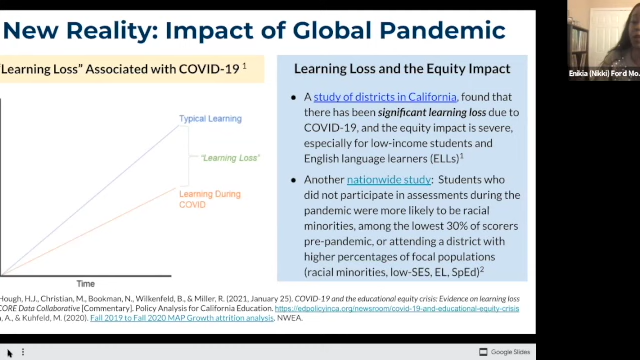 New Reality: Impact of Global Pandemic
"Learning Loss" Associated with COVID-19 1
Typical Learning
"Learning Loss"
Learning During
COVID
Time
Learning Loss and the Equity Impact
● A study of districts in California, found that
there has been significant learning loss due to
COVID-19, and the equity impact is severe,
especially for low-income students and
English language learners (ELLs)1
● Another nationwide study: Students who
did not participate in assessments during the
pandemic were more likely to be racial
minorities, among the lowest 30% of scorers
pre-pandemic, or attending a district with
higher percentages of focal populations
(racial minorities, low-SES, EL, SpEd)2
Hough, H.J., Christian, M., Bookman, N., Wilkenfeld, B., & Miller, R. (2021, January 25). COVID-19 and the educational equity crisis: Evidence on learning loss
CORE Data Collaborative [Commentary]. Policy Analysis for California Education. https://edpolicyinca.org/newsroom/covid-19-and-educational-equity-crisis
a, A., & Kuhfeld, M. (2020). Fall 2019 to Fall 2020 MAP Growth attrition analysis, NWEA.
Google Slides
Enikia (Nikki) Ford Mo...